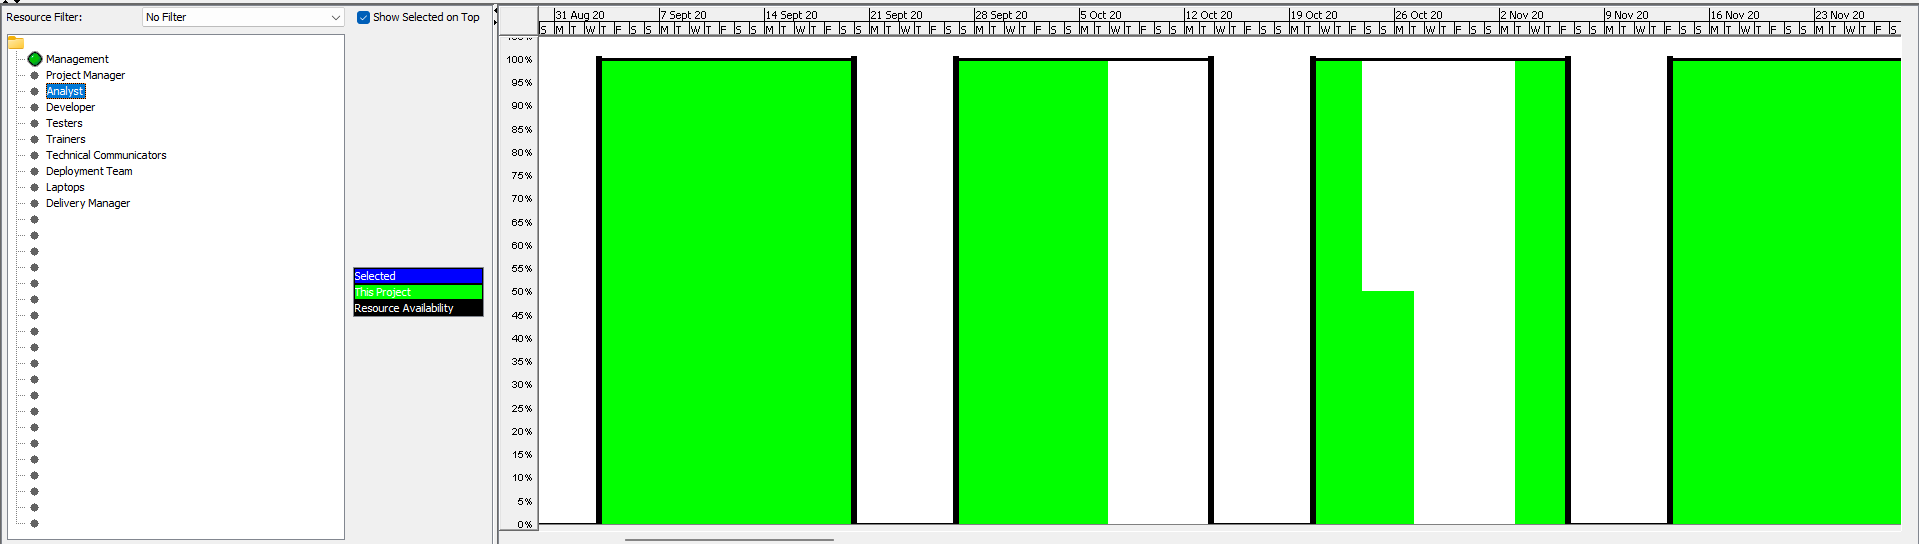 Resource Filter: No Filter Show Selected on Top
Management
Project Manager
Analyst
Developer
Testers
Trainers
Technical Communicators
Deployment Team
Laptops
Delivery Manager
Selected
This Project
Resource Availability
31 Aug 20 7 Sept 20 14 Sept 20 21 Sept 20 28 Sept 20 5 Oct 20 12 Oct 20 19 Oct 20 26 Oct 20 2 Nov 20 9 Nov 20 16 Nov 20 23 Nov 20
S M T W T F S S M T W T F S S M T W T F S S M T W T F S S M T W T F S S M T W T F S S M T W T F S S M T W T F S S M T W T F S S M T W T F S S M T W T F S S M T W T F S S M T W T F S
100%
95%
90%
85%
80%
75%
70%
65%
60%
55%
50%
45%
40%
35%
30%
25%
20%
15%
10%
5%
0%